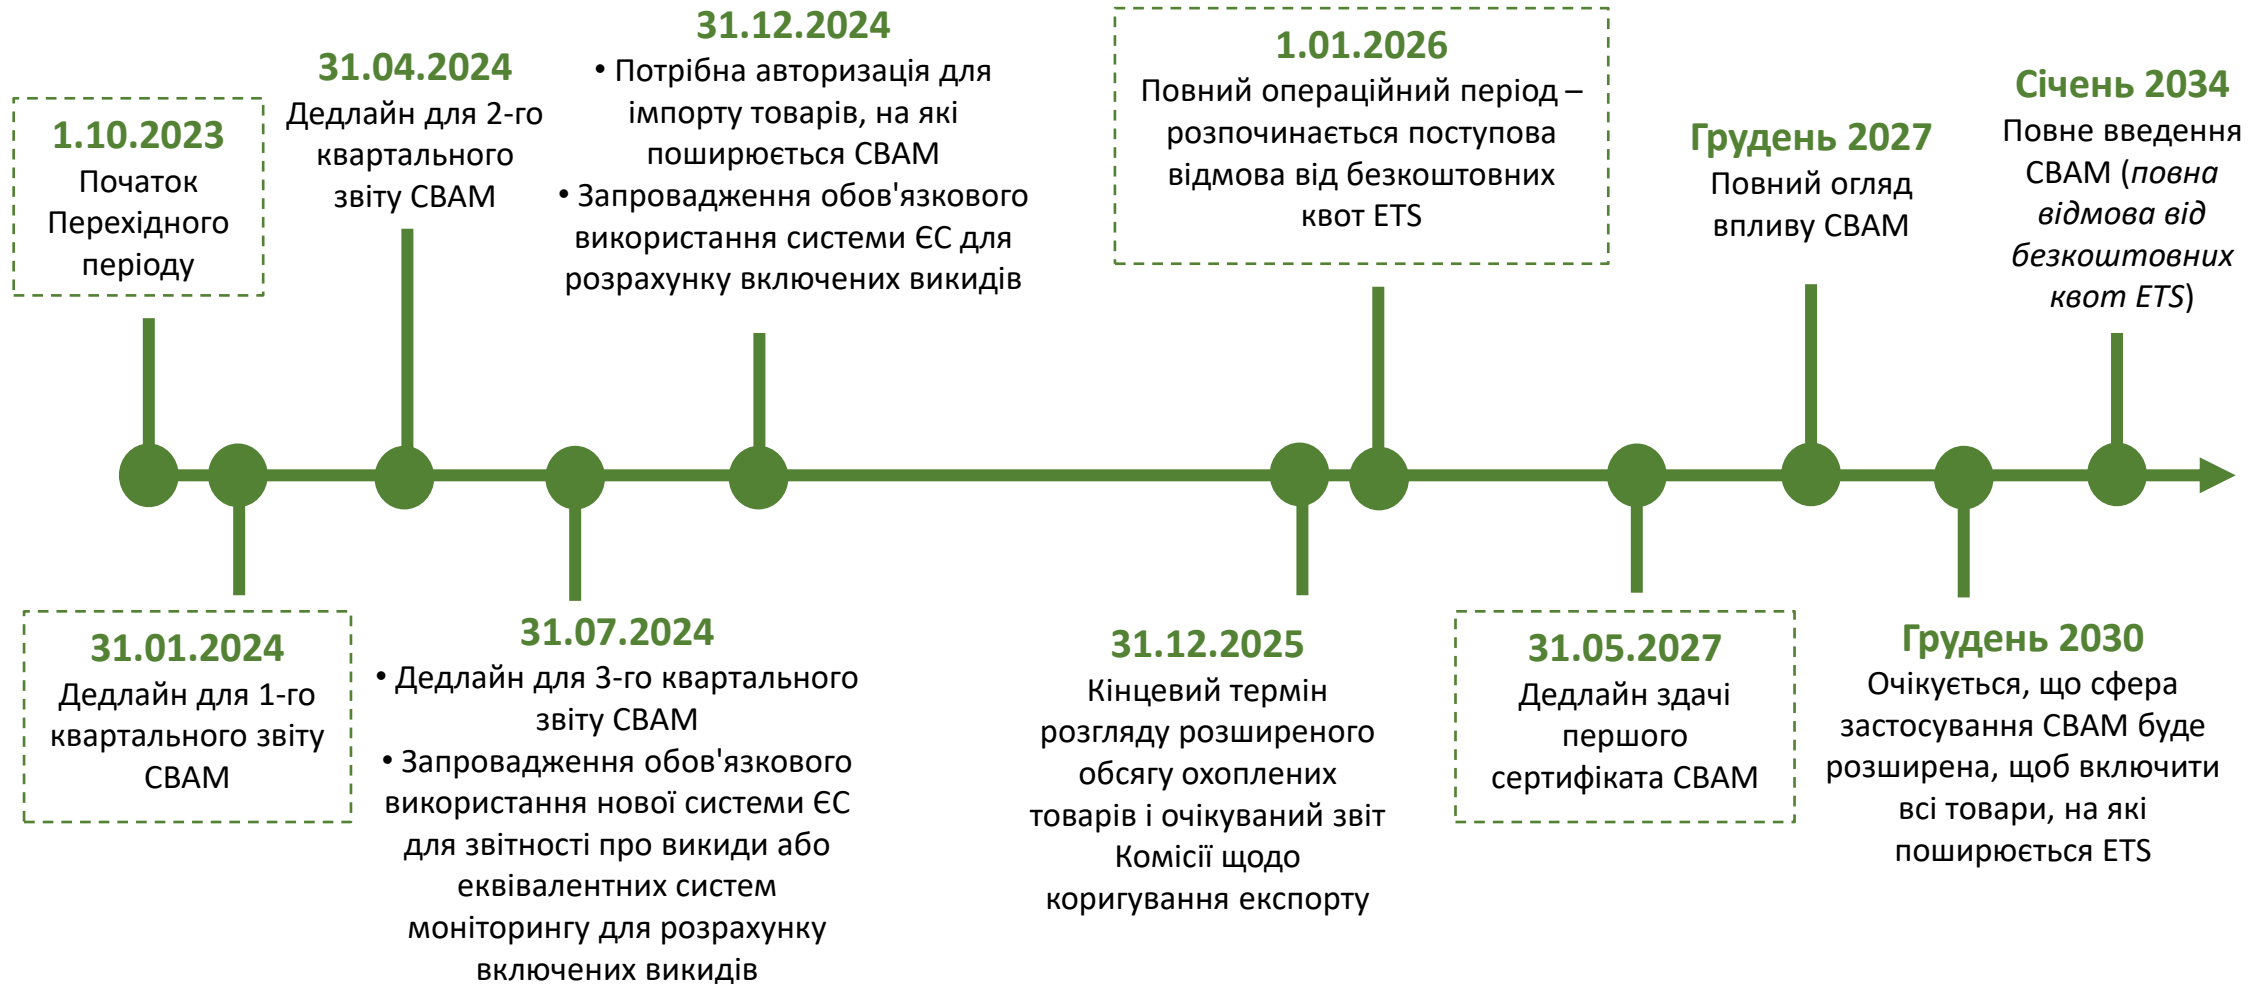 1.10.2023
Початок
Перехідного
періоду
31.04.2024
Дедлайн для 2-го
квартального
звіту CBAM
31.12.2024
• Потрібна авторизація для
імпорту товарів, на які
поширюється CBAM
• Запровадження обов'язкового
використання системи ЄС для
розрахунку включених викидів
1.01.2026
Повний операційний період –
розпочинається поступова
відмова від безкоштовних
квот ETS
Грудень 2027
Повний огляд
впливу CBAM
Січень 2034
Повне введення
CBAM (повна
відмова від
безкоштовних
квот ETS)
31.01.2024
Дедлайн для 1-го
квартального звіту
CBAM
31.07.2024
• Дедлайн для 3-го квартального
звіту CBAM
• Запровадження обов'язкового
використання нової системи ЄС
для звітності про викиди або
еквівалентних систем
моніторингу для розрахунку
включених викидів
31.12.2025
Кінцевий термін
розгляду розширеного
обсягу охоплених
товарів і очікуваний звіт
Комісії щодо
коригування експорту
31.05.2027
Дедлайн здачі
першого
сертифіката CBAM
Грудень 2030
Очікується, що сфера
застосування CBAM буде
розширена, щоб включити
всі товари, на які
поширюється ETS